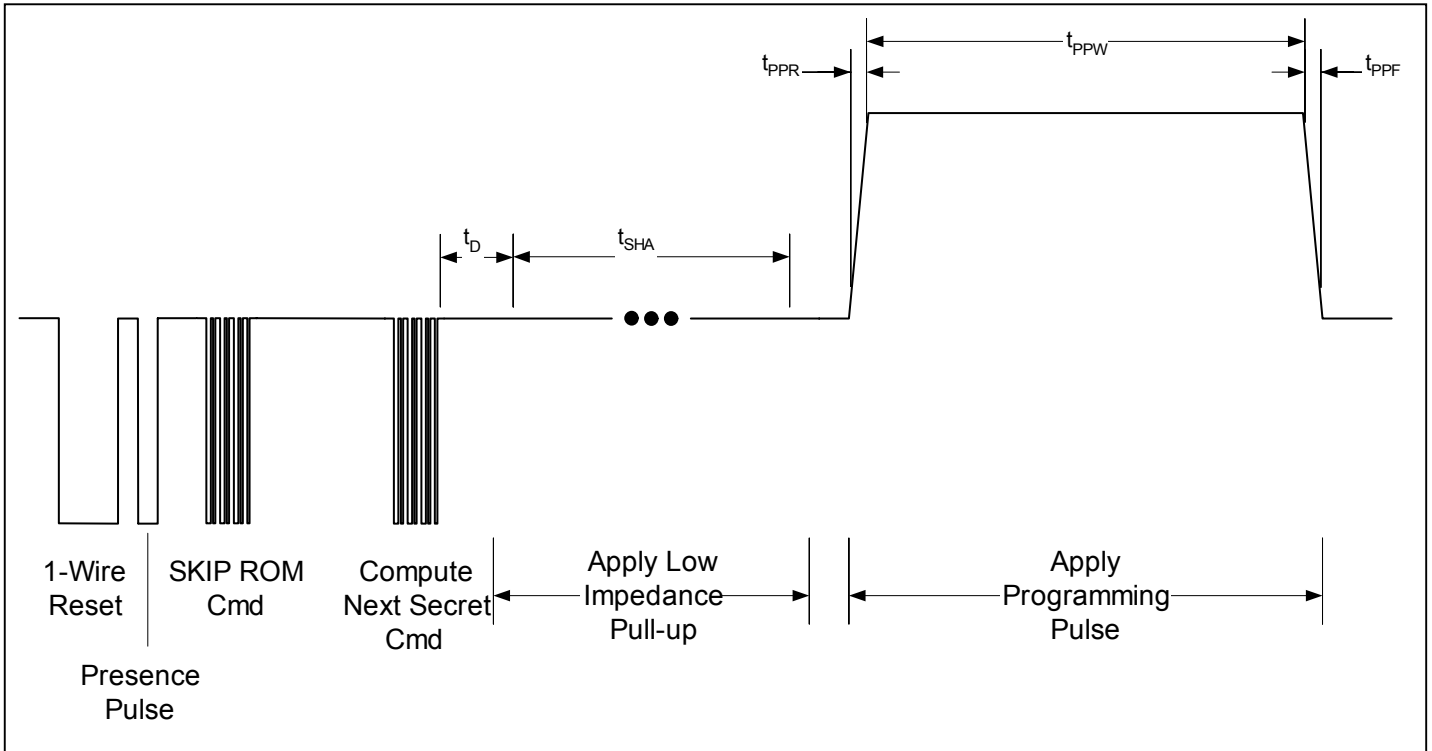 tPPW
tPPR
tPPF
tD
tSHA
1-Wire
Reset
SKIP ROM
Cmd
Compute
Next Secret
Cmd
Apply Low
Impedance
Pull-up
Apply
Programming
Pulse
Presence
Pulse